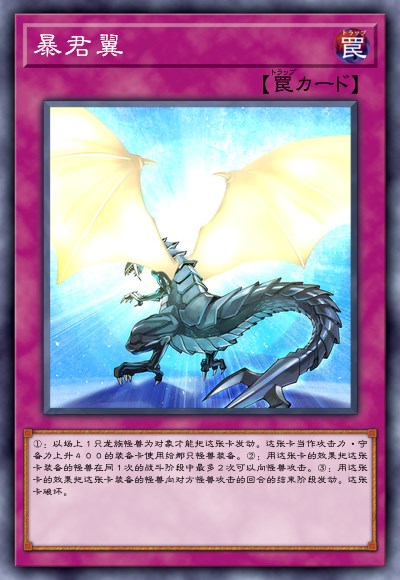 暴君翼
トラップ
罠
トラップ
【罠カード】
①：以场上１只龙族怪兽为对象才能把这张卡发动。这张卡当作攻击力・守
备力上升４００的装备卡使用给那只怪兽装备。②：用这张卡的效果把这张
卡装备的怪兽在同１次的战斗阶段中最多２次可以向怪兽攻击。③：用这张
卡的效果把这张卡装备的怪兽向对方怪兽攻击的回合的结束阶段发动。这张
卡破坏。